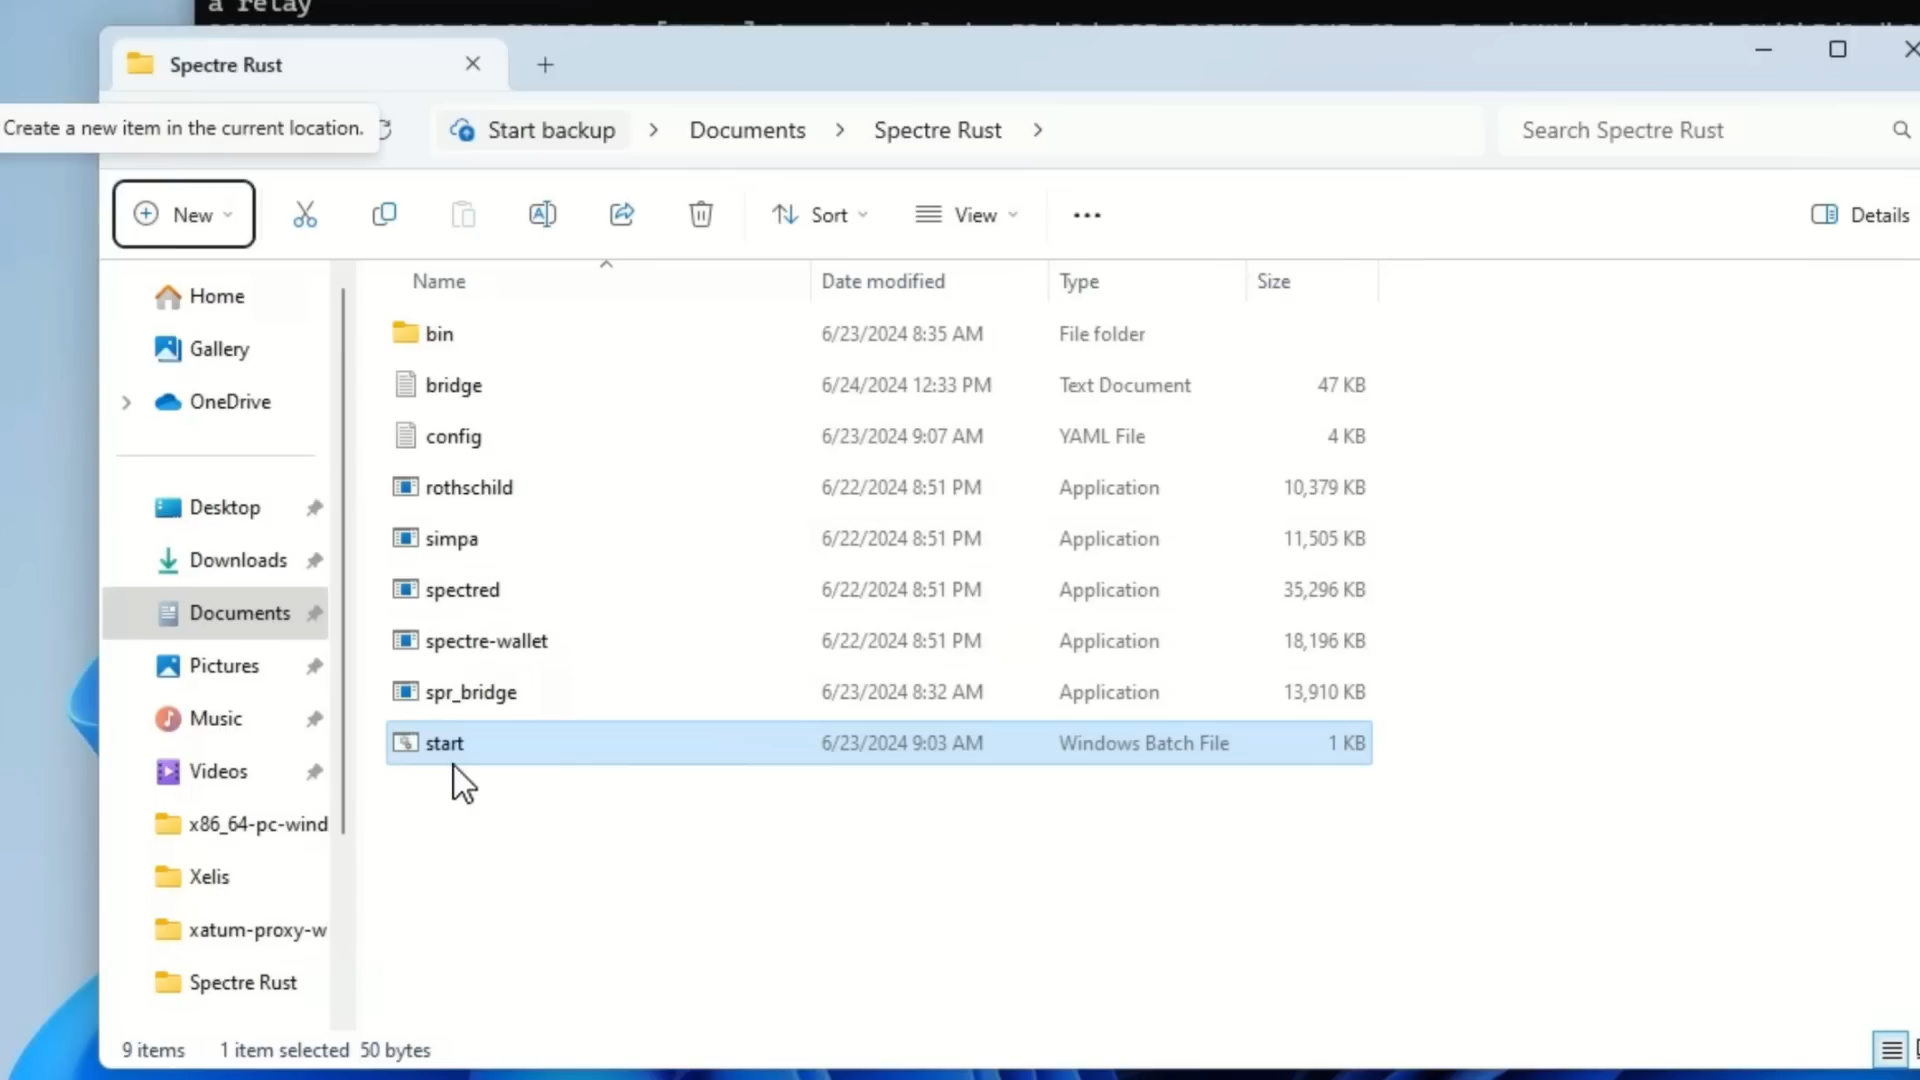 a relay
Spectre Rust
Create a new item in the current location.
Start backup
Documents
Spectre Rust
Search Spectre Rust
New
Sort
View
Details
Name
Date modified
Type
Size
Home
Gallery
OneDrive
Desktop
Downloads
Documents
Pictures
Music
Videos
x86_64-pc-wind
Xelis
xatum-proxy-w
Spectre Rust
bin 6/23/2024 8:35 AM File folder
bridge 6/24/2024 12:33 PM Text Document 47 KB
config 6/23/2024 9:07 AM YAML File 4 KB
rothschild 6/22/2024 8:51 PM Application 10,379 KB
simpa 6/22/2024 8:51 PM Application 11,505 KB
spectred 6/22/2024 8:51 PM Application 35,296 KB
spectre-wallet 6/22/2024 8:51 PM Application 18,196 KB
spr_bridge 6/23/2024 8:32 AM Application 13,910 KB
start 6/23/2024 9:03 AM Windows Batch File 1 KB
9 items 1 item selected 50 bytes